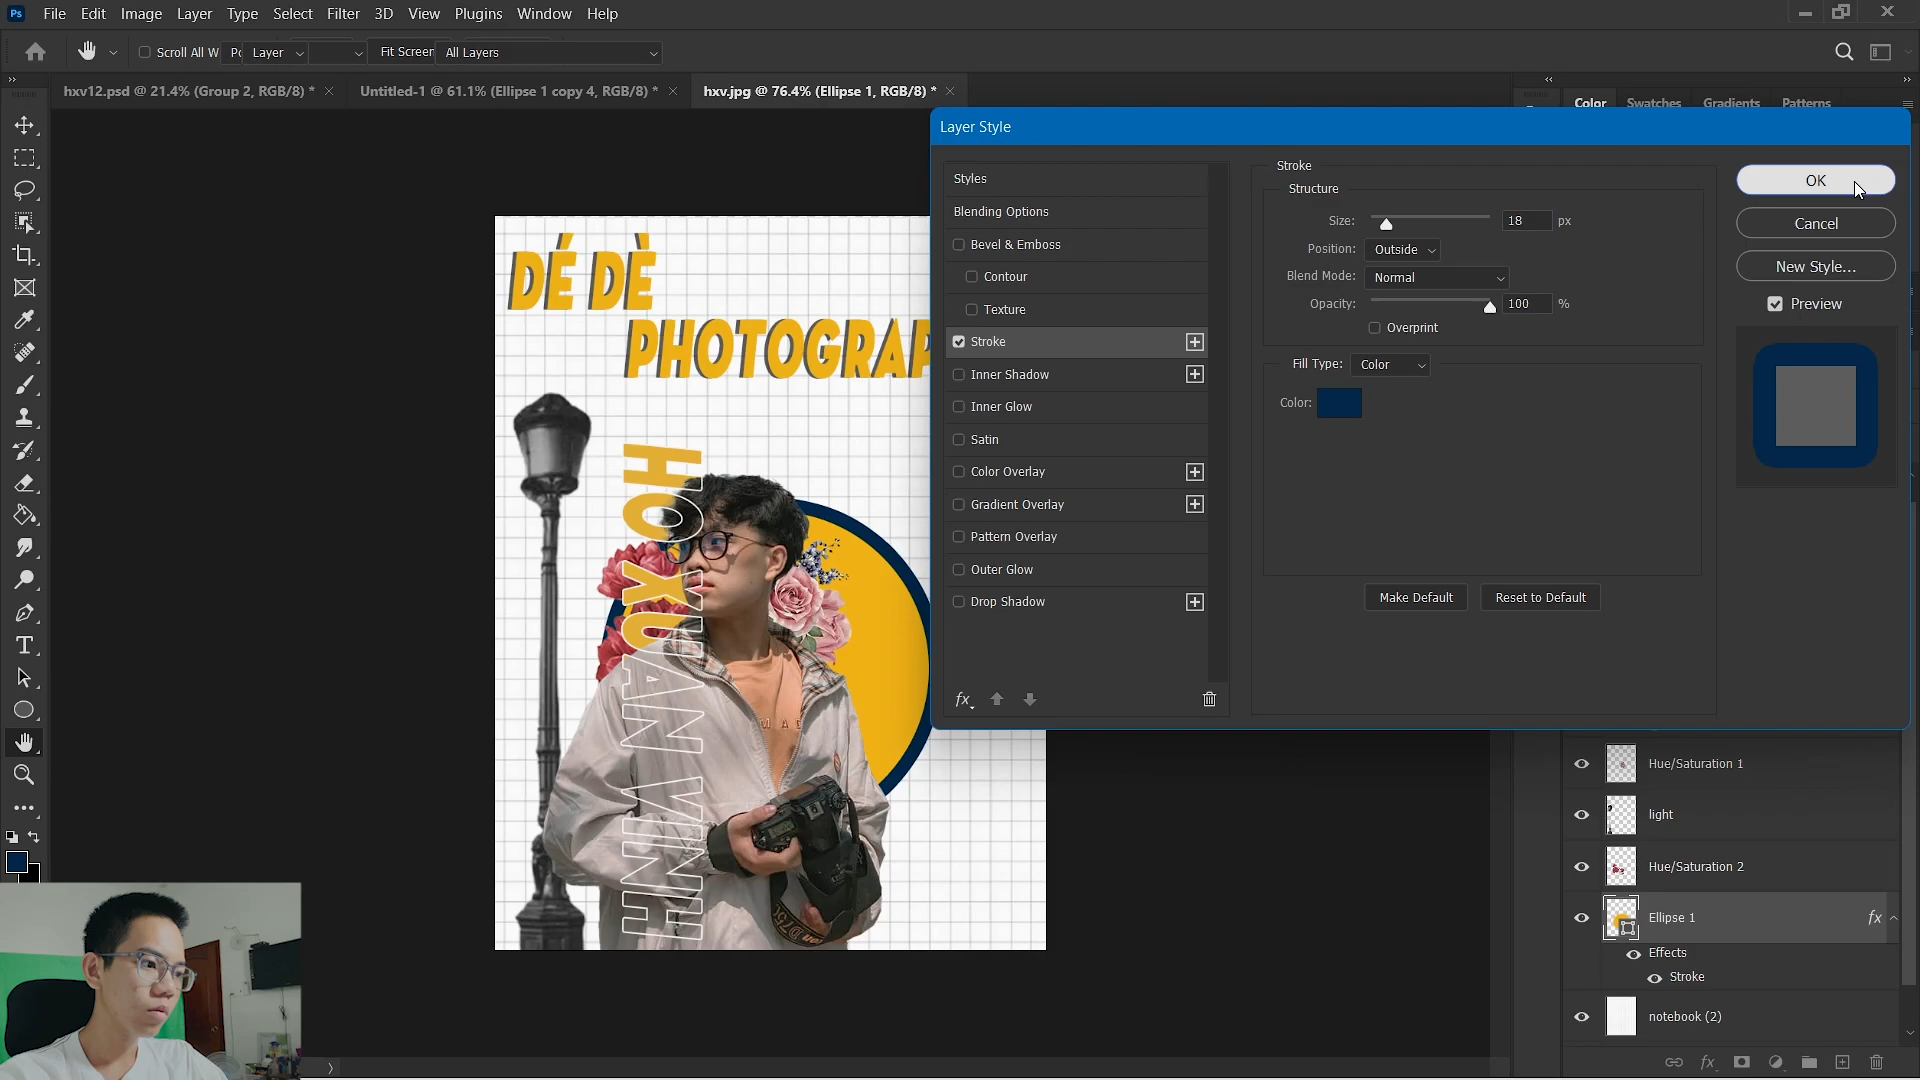 Ps File Edit Image Layer Type Select Filter 3D View Plugins Window Help
Scroll All W Layer Fit Screen All Layers
hxv12.psd @ 21.4% (Group 2, RGB/8) * Untitled-1 @ 61.1% (Ellipse 1 copy 4, RGB/8) * hxv.jpg @ 76.4% (Ellipse 1, RGB/8) *
Color Swatches Gradients Patterns
Layer Style
Styles
Blending Options
Bevel & Emboss
Contour
Texture
Stroke
Inner Shadow
Inner Glow
Satin
Color Overlay
Gradient Overlay
Pattern Overlay
Outer Glow
Drop Shadow
fx
Stroke
Structure
Size: 18 px
Position: Outside
Blend Mode: Normal
Opacity: 100 %
Overprint
Fill Type: Color
Color:
Make Default Reset to Default
OK
Cancel
New Style...
Preview
DÉ DÈ
PHOTOGRAP
HOXUAN VINH
Hue/Saturation 1
light
Hue/Saturation 2
Ellipse 1 fx
Effects
Stroke
notebook (2)
fx